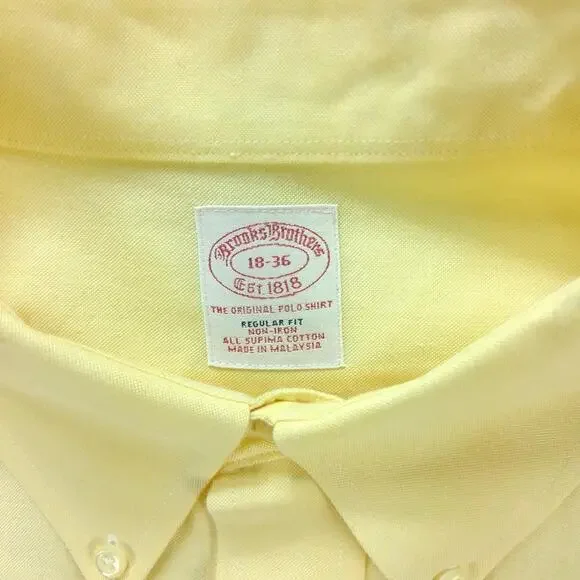 Brooks Brothers
18-36
Est. 1818
THE ORIGINAL POLO SHIRT
REGULAR FIT
NON-IRON
ALL SUPIMA COTTON
MADE IN MALAYSIA